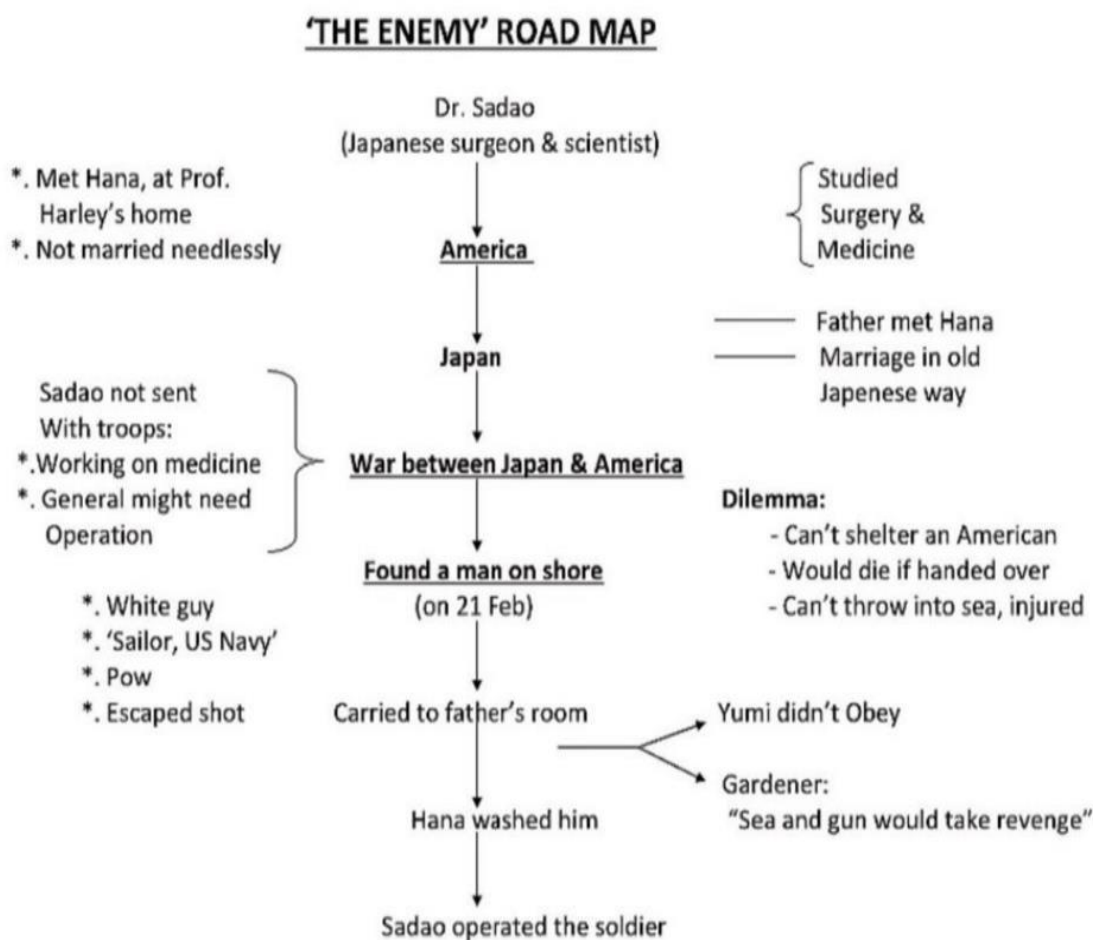 'THE ENEMY' ROAD MAP
Dr. Sadao
(Japanese surgeon & scientist)
*. Met Hana, at Prof.
Harley's home
*. Not married needlessly
America
Studied
Surgery &
Medicine
Japan
Father met Hana
Marriage in old
Japenese way
Sadao not sent
With troops:
*.Working on medicine
*. General might need
Operation
War between Japan & America
Dilemma:
- Can't shelter an American
- Would die if handed over
- Can't throw into sea, injured
Found a man on shore
(on 21 Feb)
*. White guy
*. 'Sailor, US Navy'
*. Pow
*. Escaped shot
Carried to father's room
Yumi didn't Obey
Gardener:
"Sea and gun would take revenge"
Hana washed him
Sadao operated the soldier